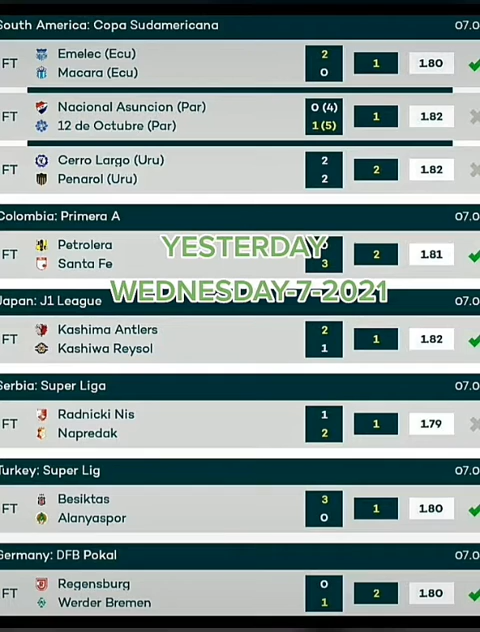 South America: Copa Sudamericana 07.0
FT Emelec (Ecu) 2 1 1.80
Macara (Ecu) 0
FT Nacional Asuncion (Par) 0 (4) 1 1.82
12 de Octubre (Par) 1 (5)
FT Cerro Largo (Uru) 2 2 1.82
Penarol (Uru) 2
Colombia: Primera A 07.0
FT Petrolera 2 1.81
Santa Fe 3
YESTERDAY
WEDNESDAY-7-2021
Japan: J1 League 07.0
FT Kashima Antlers 2 1 1.82
Kashiwa Reysol 1
Serbia: Super Liga 07.0
FT Radnicki Nis 1 1 1.79
Napredak 2
Turkey: Super Lig 07.0
FT Besiktas 3 1 1.80
Alanyaspor 0
Germany: DFB Pokal 07.0
FT Regensburg 0 2 1.80
Werder Bremen 1